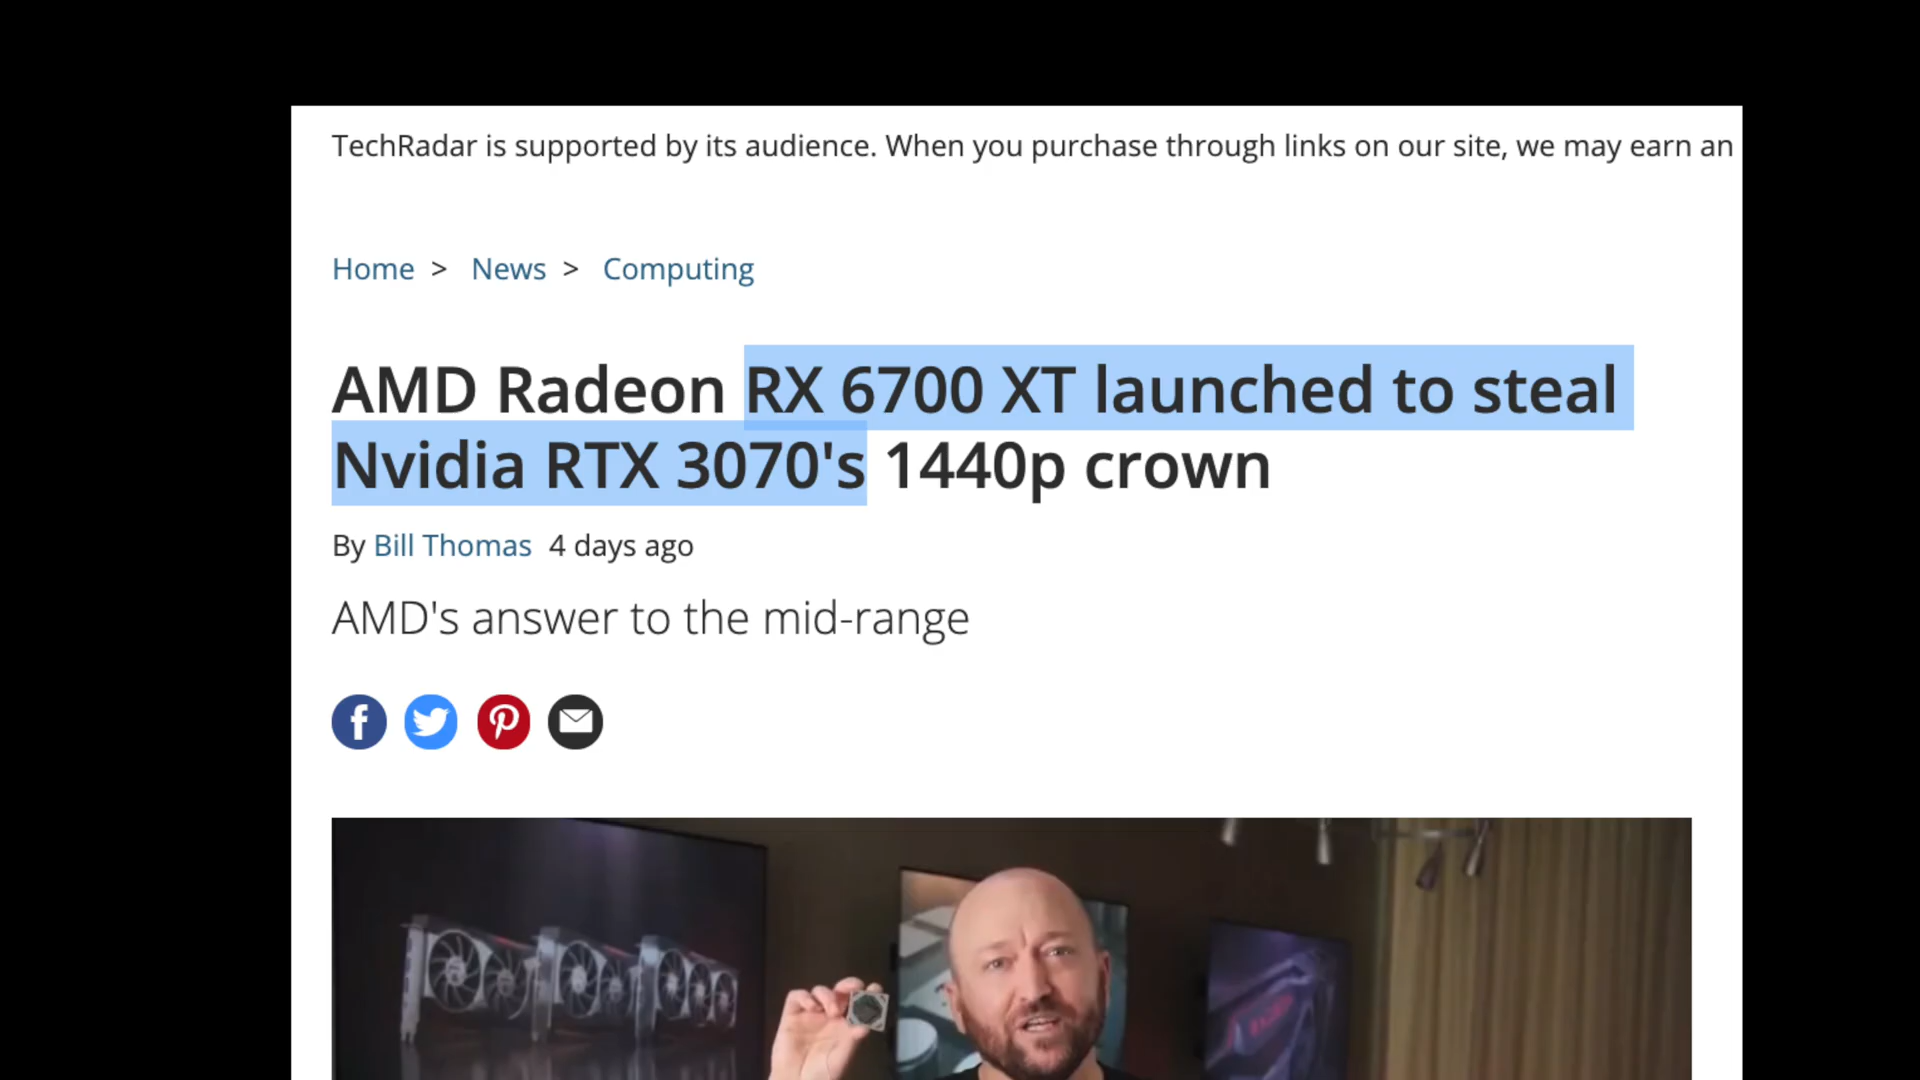 TechRadar is supported by its audience. When you purchase through links on our site, we may earn an
Home > News > Computing
AMD Radeon RX 6700 XT launched to steal
Nvidia RTX 3070's 1440p crown
By Bill Thomas 4 days ago
AMD's answer to the mid-range